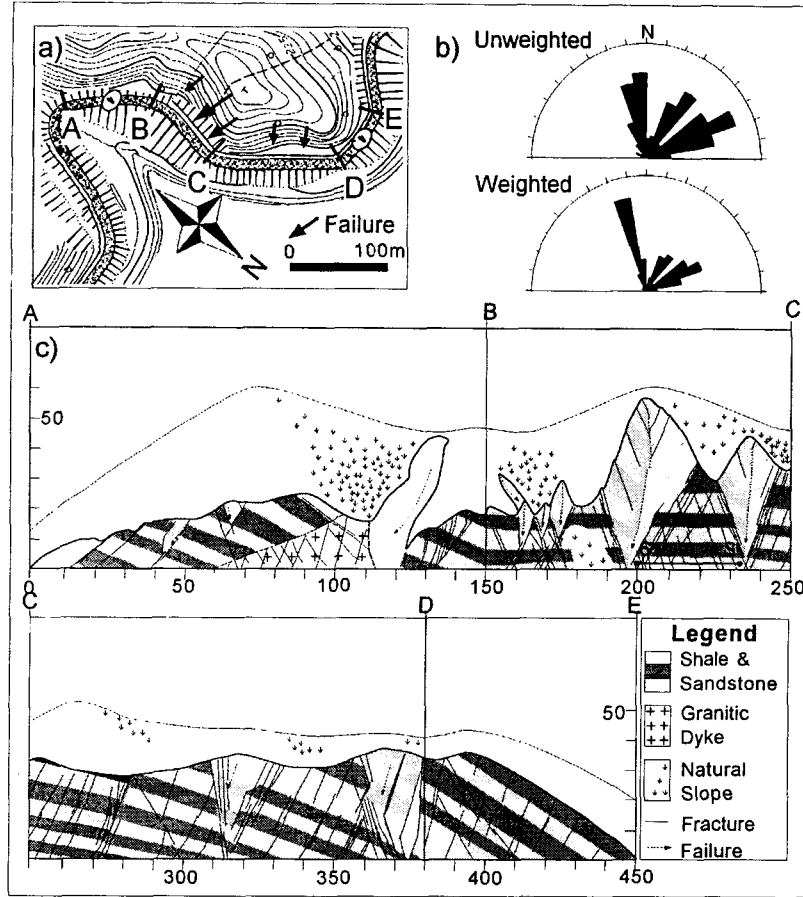 a)
A
B
C
D
E
N
Failure
0 100m
b)
Unweighted
N
Weighted
A B C
c)
50
0 50 100 150 200 250
C D E
50
300 350 400 450
Legend
Shale &
Sandstone
Granitic
Dyke
Natural
Slope
Fracture
Failure